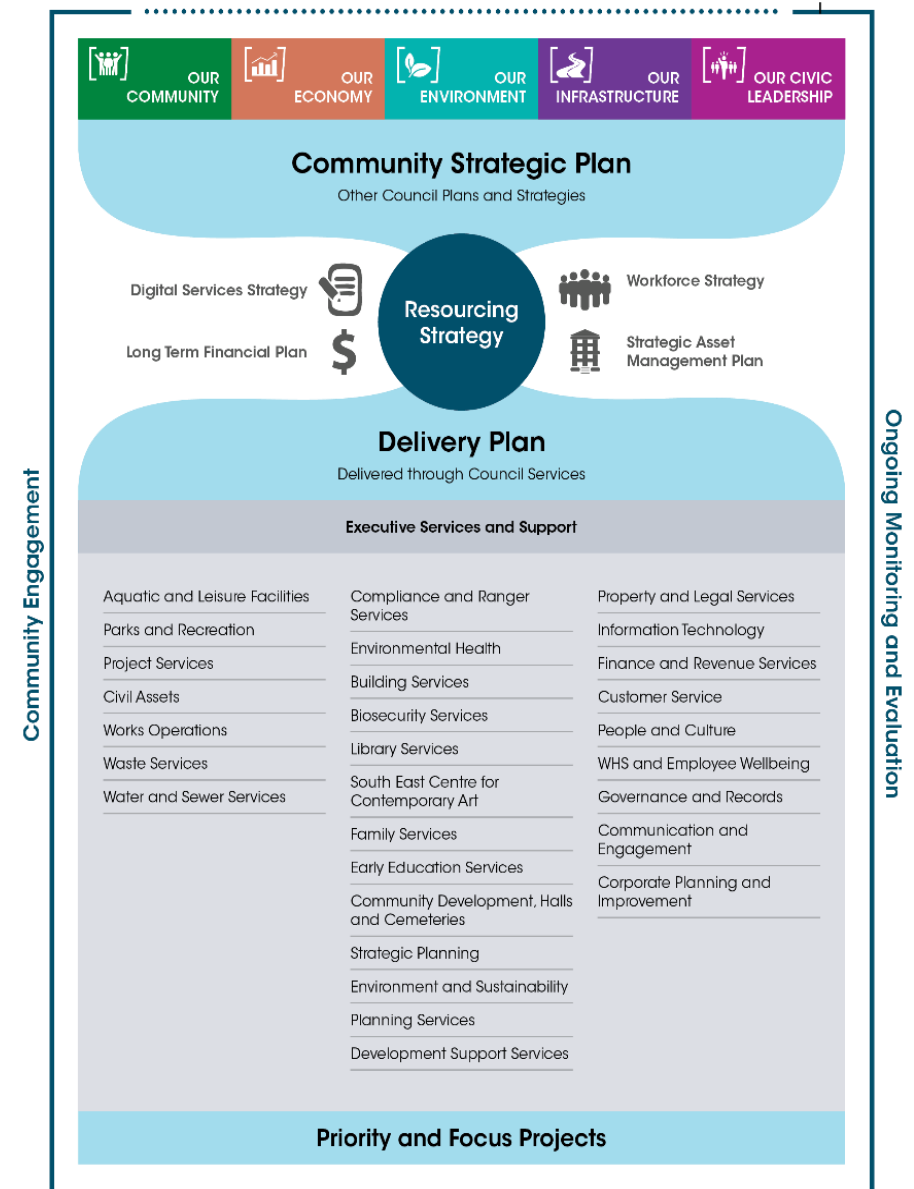 OUR
COMMUNITY
OUR
ECONOMY
OUR
ENVIRONMENT
OUR
INFRASTRUCTURE
OUR CIVIC
LEADERSHIP
Community Strategic Plan
Other Council Plans and Strategies
Digital Services Strategy
Long Term Financial Plan
Resourcing
Strategy
Workforce Strategy
Strategic Asset
Management Plan
Delivery Plan
Delivered through Council Services
Executive Services and Support
Aquatic and Leisure Facilities
Parks and Recreation
Project Services
Civil Assets
Works Operations
Waste Services
Water and Sewer Services
Compliance and Ranger
Services
Environmental Health
Building Services
Biosecurity Services
Library Services
South East Centre for
Contemporary Art
Family Services
Early Education Services
Community Development, Halls
and Cemeteries
Strategic Planning
Environment and Sustainability
Planning Services
Development Support Services
Property and Legal Services
Information Technology
Finance and Revenue Services
Customer Service
People and Culture
WHS and Employee Wellbeing
Governance and Records
Communication and
Engagement
Corporate Planning and
Improvement
Priority and Focus Projects
Community Engagement
Ongoing Monitoring and Evaluation